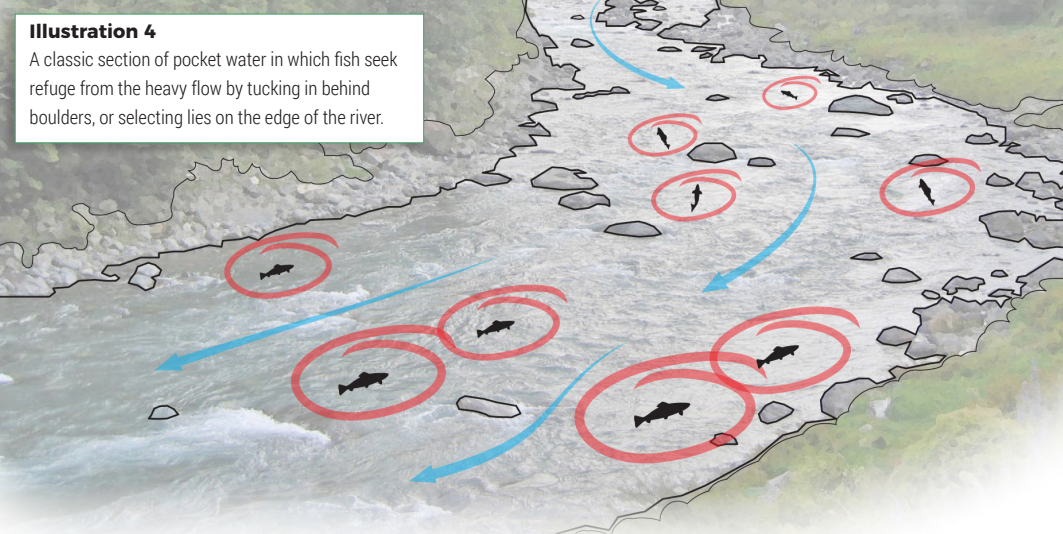 Illustration 4
A classic section of pocket water in which fish seek
refuge from the heavy flow by tucking in behind
boulders, or selecting lies on the edge of the river.